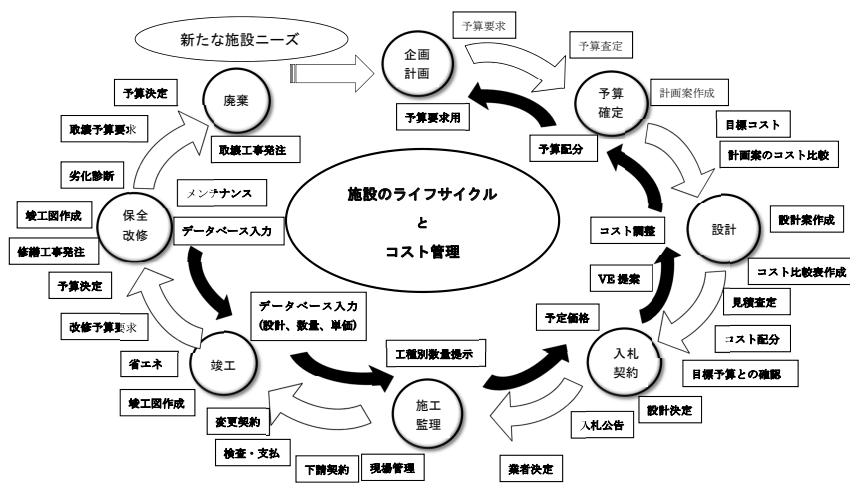 新たな施設ニーズ
企画
計画
予算要求
予算査定
予算
確定
計画案作成
目標コスト
計画案のコスト比較
予算要求用
予算配分
廃棄
予算決定
取壊予算要求
取壊工事発注
劣化診断
メンテナンス
竣工図作成
保全
改修
データベース入力
修繕工事発注
予算決定
改修予算要求
施設のライフサイクル
と
コスト管理
コスト調整
設計
設計案作成
コスト比較表作成
VE 提案
見積査定
コスト配分
目標予算との確認
データベース入力
(設計、数量、単価)
予定価格
工種別数量提示
入札
契約
設計決定
入札公告
業者決定
省エネ
竣工
竣工図作成
変更契約
検査・支払
施工
監理
下請契約
現場管理